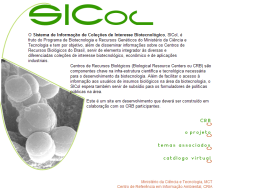 SICol
O Sistema de Informação de Coleções de Interesse Biotecnológico, SICol, é
fruto do Programa de Biotecnologia e Recursos Genéticos do Ministério da Ciência e
Tecnologia e tem por objetivo, além de disseminar informações sobre os Centros de
Recursos Biológicos do Brasil, servir de elemento integrador de diversas e
diferenciadas coleções de interesse biotecnológico, econômico e de aplicações
industriais.
Centros de Recursos Biológicos (Biological Resource Centers ou CRB) são
componentes chave na infra-estrutura científica e tecnológica necessária
para o desenvolvimento da biotecnologia. Além de facilitar o acesso à
informação aos usuários de insumos biológicos na área da biotecnologia, o
SICol espera também servir de subsídio para os formuladores de políticas
públicas na área.
Este é um site em desenvolvimento que deverá ser construído em
colaboração com os CRB participantes
CRB
o projeto
temas associados
catálogo virtual
Ministério da Ciência e Tecnologia, MCT
Centro de Referência em Informação Ambiental, CRIA